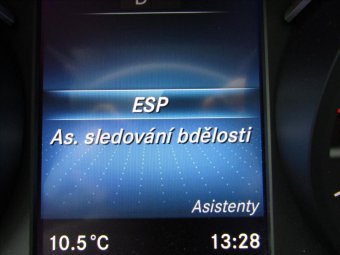 D
ESP
As. sledování bdělosti
Asistenty
10.5°C 13:28